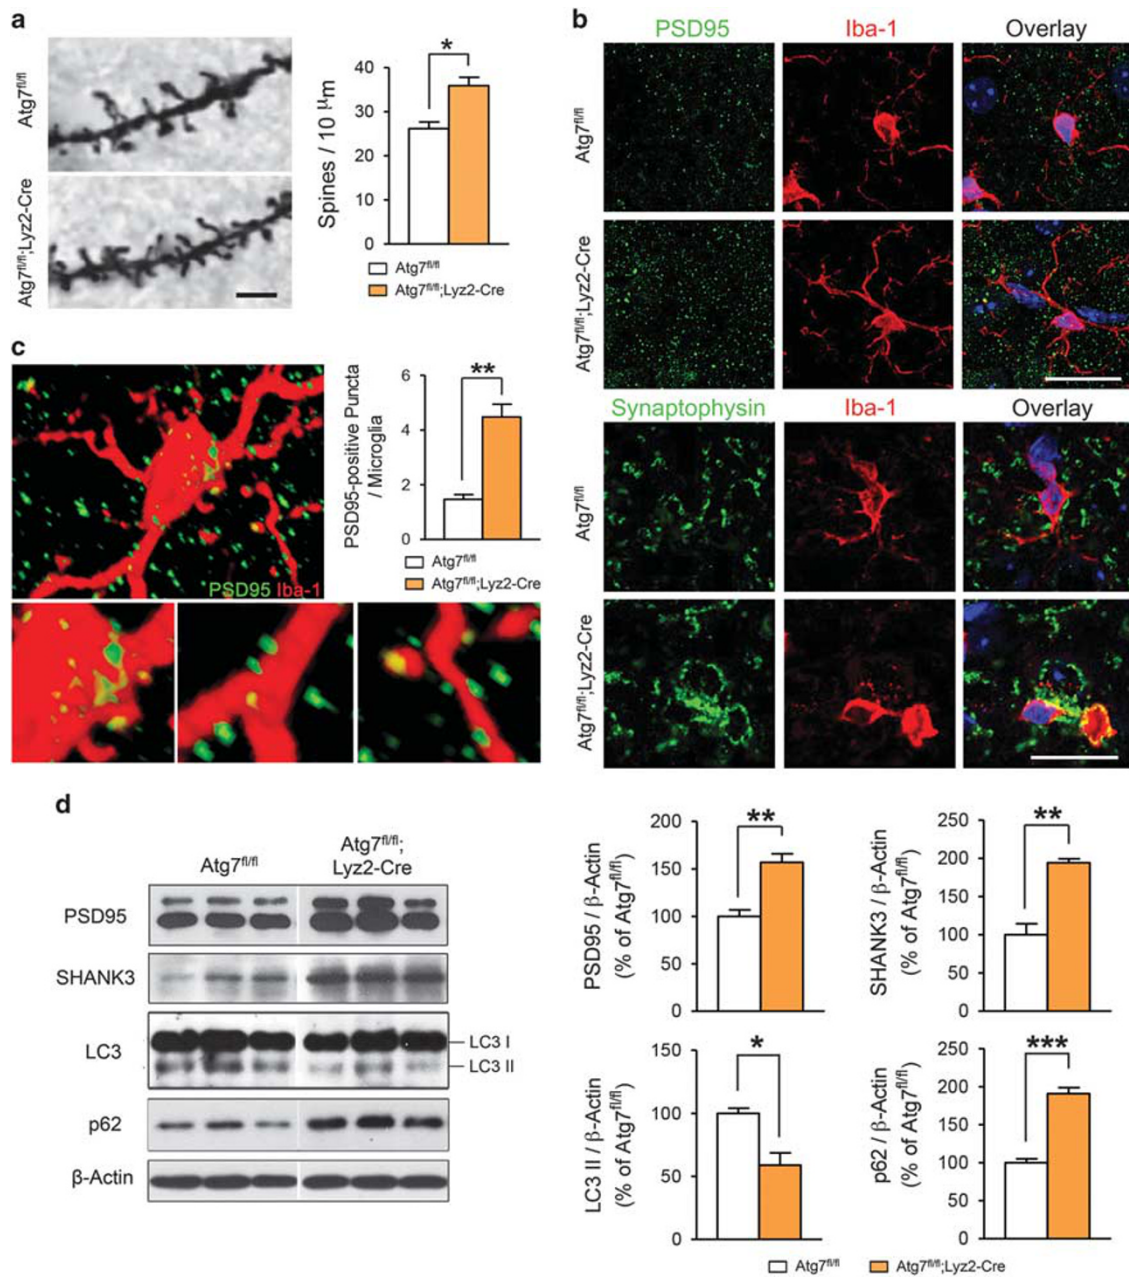 a
Atg7fl/fl
Atg7fl/fl;Lyz2-Cre
Spines / 10 μm
40
30
20
10
0
*
Atg7fl/fl
Atg7fl/fl;Lyz2-Cre
b
PSD95 Iba-1 Overlay
Atg7fl/fl
Atg7fl/fl;Lyz2-Cre
Synaptophysin Iba-1 Overlay
Atg7fl/fl
Atg7fl/fl;Lyz2-Cre
c
PSD95 Iba-1
PSD95-positive Puncta
/ Microglia
6
4
2
0
**
Atg7fl/fl
Atg7fl/fl;Lyz2-Cre
d
Atg7fl/fl
Atg7fl/fl;
Lyz2-Cre
PSD95
SHANK3
LC3
LC3 I
LC3 II
p62
β-Actin
PSD95 / β-Actin
(% of Atg7fl/fl)
200
150
100
50
0
**
SHANK3 / β-Actin
(% of Atg7fl/fl)
250
200
150
100
50
0
**
LC3 II / β-Actin
(% of Atg7fl/fl)
150
100
50
0
*
p62 / β-Actin
(% of Atg7fl/fl)
250
200
150
100
50
0
***
Atg7fl/fl
Atg7fl/fl;Lyz2-Cre